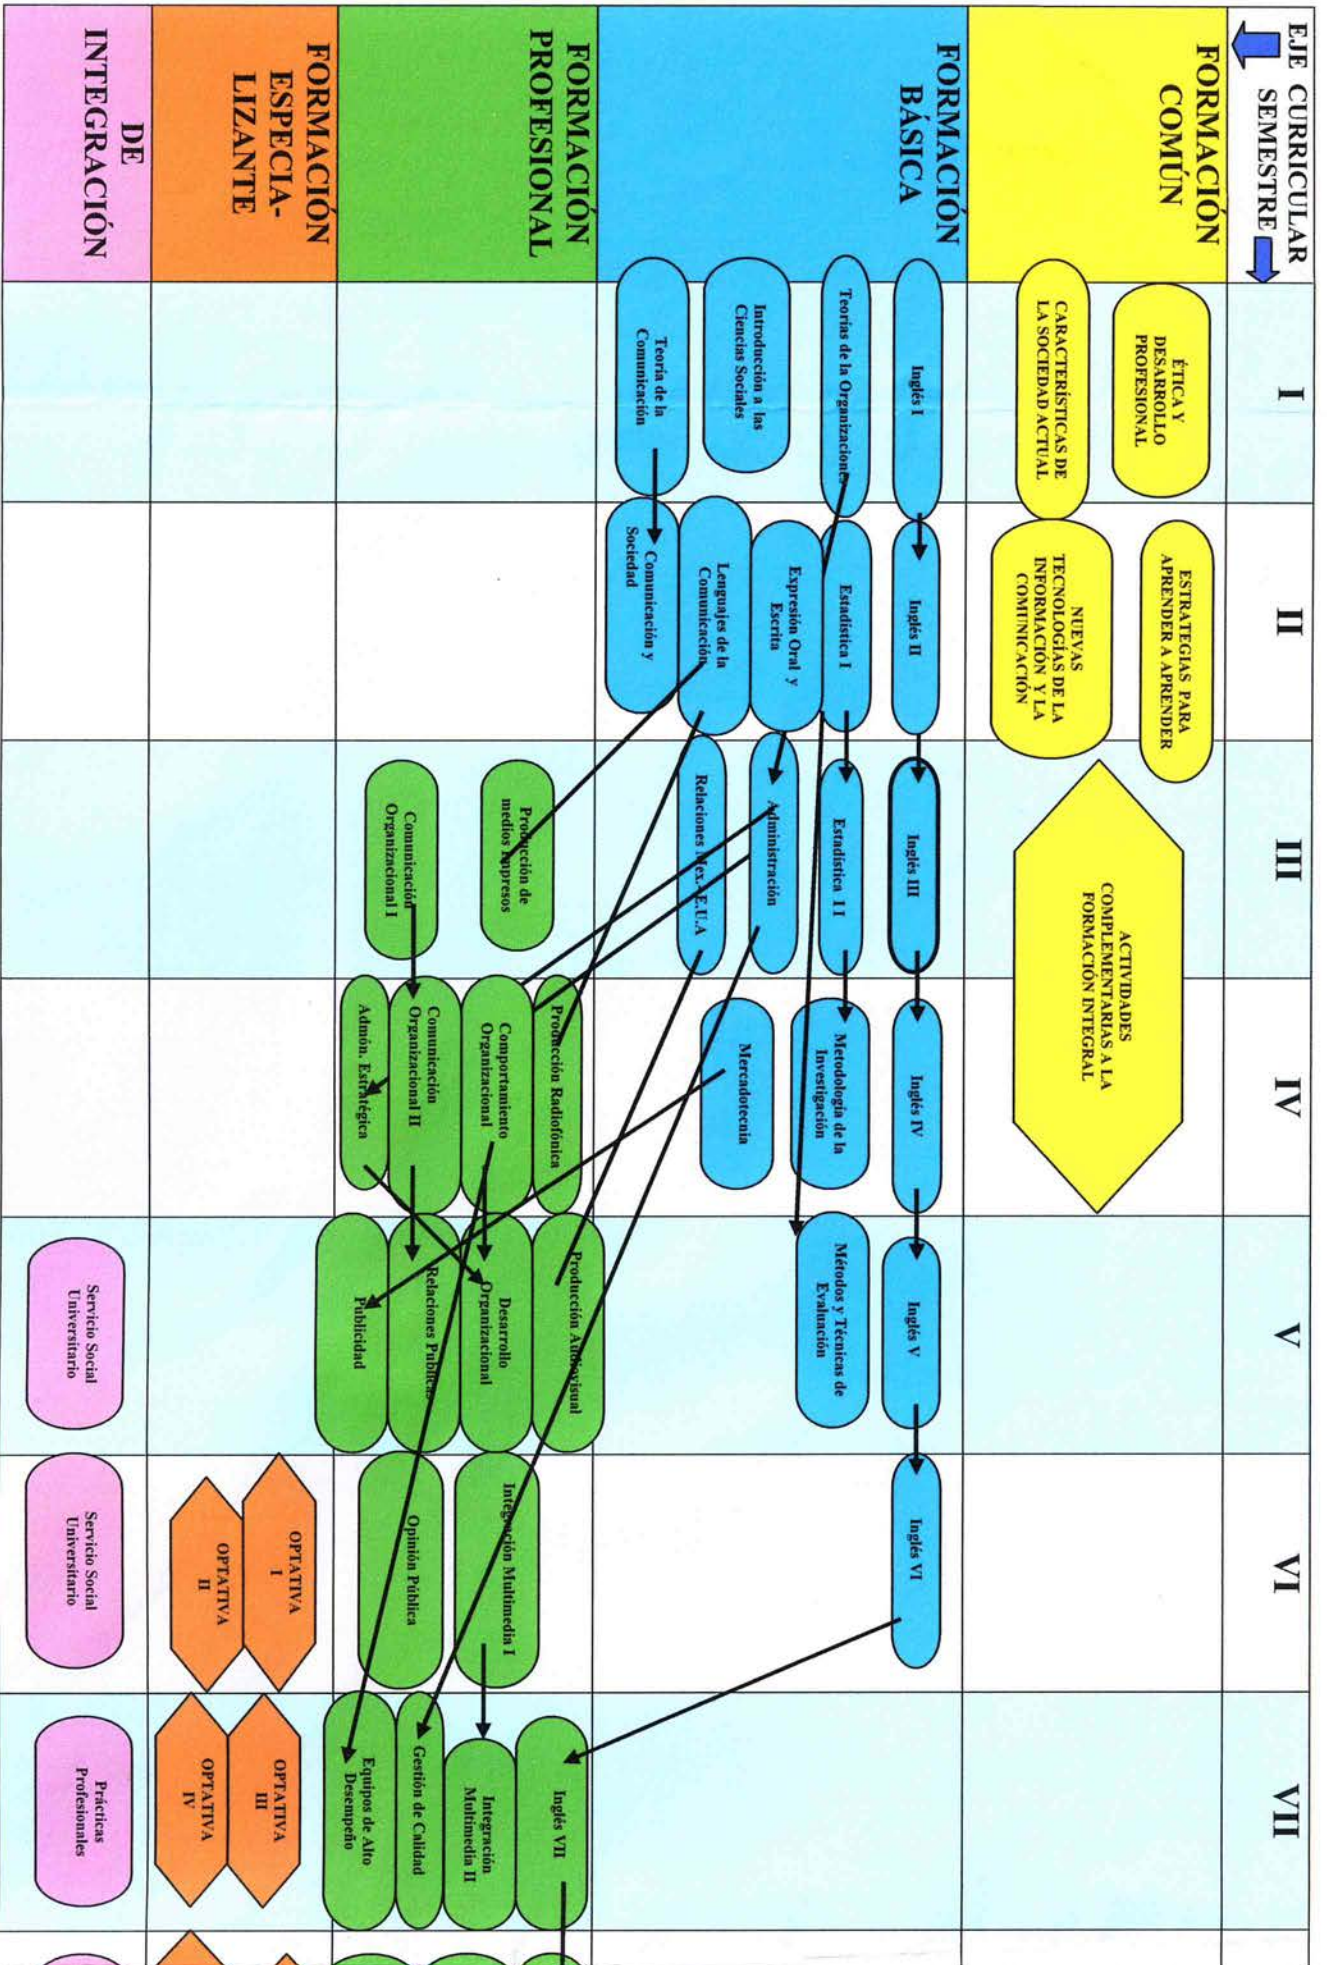 EJE CURRICULAR
SEMESTRE
I
II
III
IV
V
VI
VII
FORMACIÓN
COMÚN
ÉTICA Y
DESARROLLO
PROFESIONAL
CARACTERÍSTICAS DE
LA SOCIEDAD ACTUAL
ESTRATEGIAS PARA
APRENDER A APRENDER
NUEVAS
TECNOLOGÍAS DE LA
INFORMACIÓN Y LA
COMUNICACIÓN
ACTIVIDADES
COMPLEMENTARIAS A LA
FORMACIÓN INTEGRAL
FORMACIÓN
BÁSICA
Inglés I
Teorías de la Organizaciones
Introducción a las
Ciencias Sociales
Teoría de la
Comunicación
Inglés II
Estadística I
Expresión Oral y
Escrita
Lenguajes de la
Comunicación
Comunicación y
Sociedad
Inglés III
Estadística I I
Administración
Relaciones Mex.-E.U.A
Inglés IV
Metodología de la
Investigación
Mercadotecnia
Inglés V
Métodos y Técnicas de
Evaluación
Inglés VI
FORMACIÓN
PROFESIONAL
Producción de
medios Impresos
Comunicación
Organizacional I
Producción Radiofónica
Comportamiento
Organizacional
Comunicación
Organizacional II
Admón. Estratégica
Producción Audiovisual
Desarrollo
Organizacional
Relaciones Publicas
Publicidad
Integración Multimedia I
Opinión Pública
Inglés VII
Integración
Multimedia II
Gestión de Calidad
Equipos de Alto
Desempeño
FORMACIÓN
ESPECIA-
LIZANTE
OPTATIVA
I
OPTATIVA
II
OPTATIVA
III
OPTATIVA
IV
DE
INTEGRACIÓN
Servicio Social
Universitario
Servicio Social
Universitario
Prácticas
Profesionales